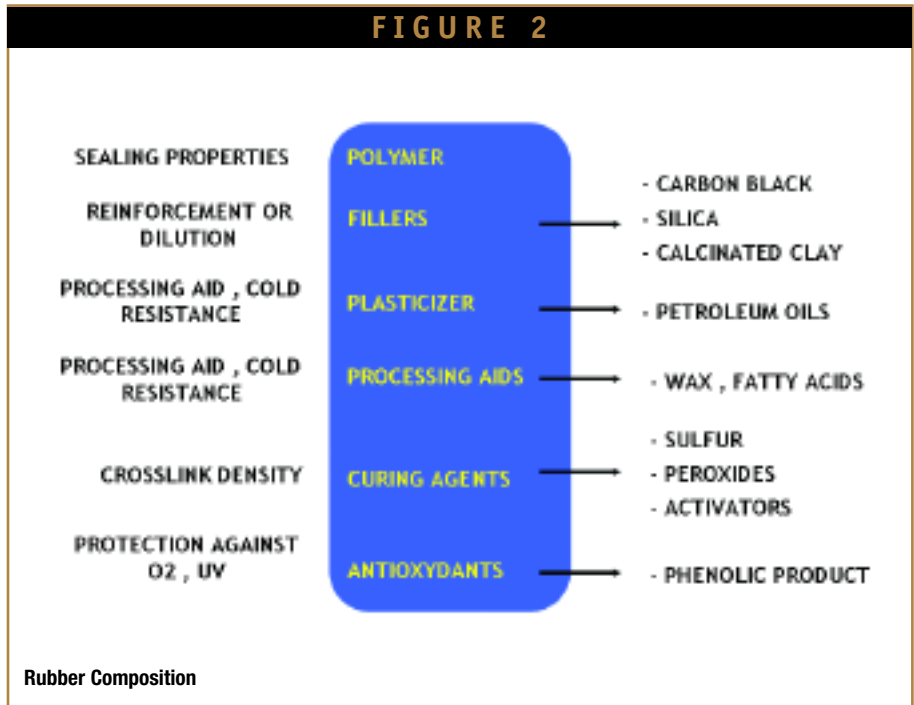 FIGURE 2
SEALING PROPERTIES
POLYMER
REINFORCEMENT OR
DILUTION
FILLERS
- CARBON BLACK
- SILICA
- CALCINATED CLAY
PROCESSING AID , COLD
RESISTANCE
PLASTICIZER
- PETROLEUM OILS
PROCESSING AID , COLD
RESISTANCE
PROCESSING AIDS
- WAX , FATTY ACIDS
CROSSLINK DENSITY
CURING AGENTS
- SULFUR
- PEROXIDES
- ACTIVATORS
PROTECTION AGAINST
O2 , UV
ANTIOXYDANTS
- PHENOLIC PRODUCT
Rubber Composition